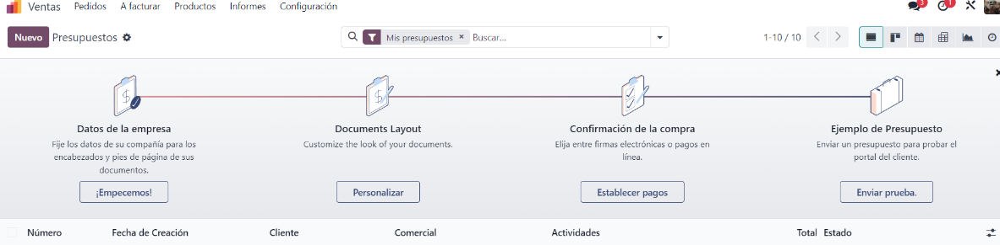 Ventas Pedidos A facturar Productos Informes Configuración 3 1
Nuevo Presupuestos Mis presupuestos × Buscar... 1-10 / 10
Datos de la empresa
Fije los datos de su compañía para los
encabezados y pies de página de sus
documentos.
¡Empecemos!
Documents Layout
Customize the look of your documents.
Personalizar
Confirmación de la compra
Elija entre firmas electrónicas o pagos en
línea.
Establecer pagos
Ejemplo de Presupuesto
Enviar un presupuesto para probar el
portal del cliente.
Enviar prueba.
Número Fecha de Creación Cliente Comercial Actividades Total Estado